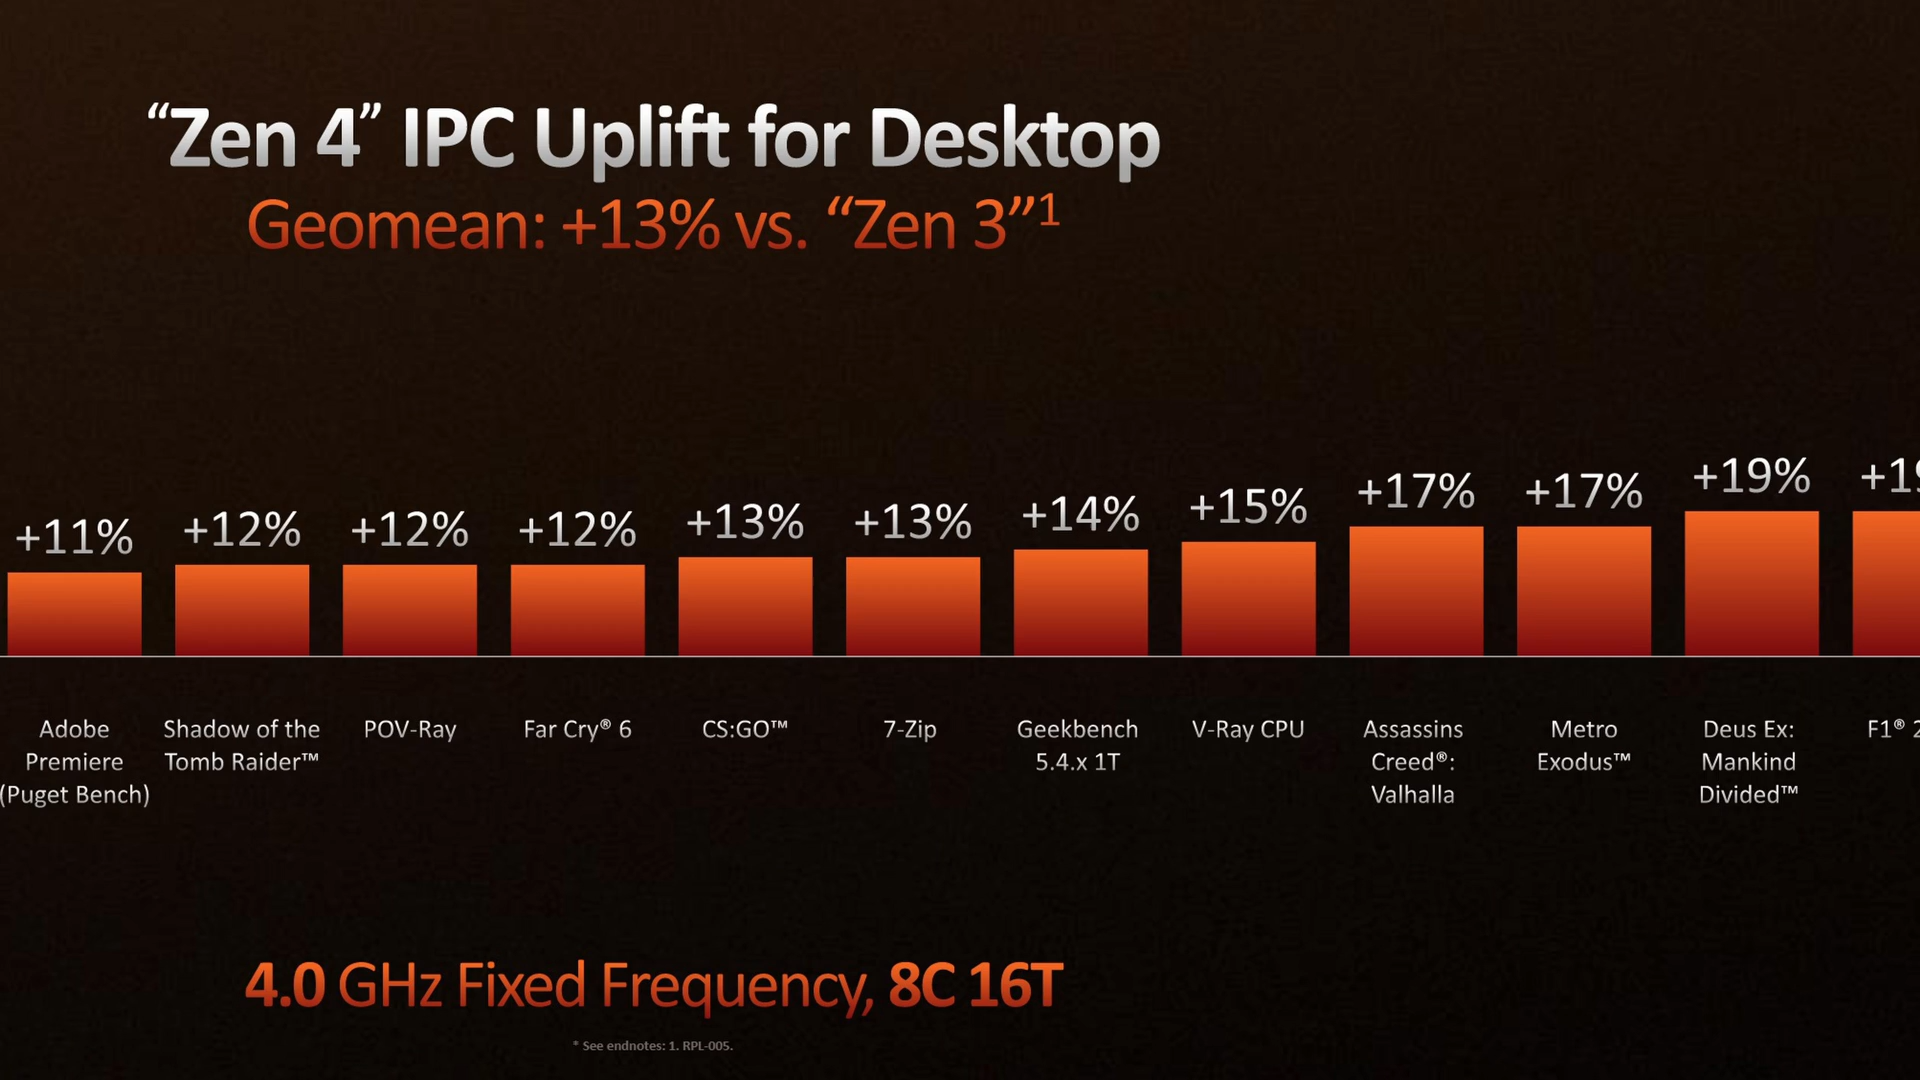 “Zen 4” IPC Uplift for Desktop
Geomean: +13% vs. “Zen 3”1
+11% +12% +12% +12% +13% +13% +14% +15% +17% +17% +19%
Adobe Shadow of the POV-Ray Far Cry® 6 CS:GO™ 7-Zip Geekbench V-Ray CPU Assassins Metro Deus Ex: F1®
Premiere Tomb Raider™ 5.4.x 1T Creed®: Exodus™ Mankind
(Puget Bench) Valhalla Divided™
4.0 GHz Fixed Frequency, 8C 16T
* See endnotes: 1. RPL-005.